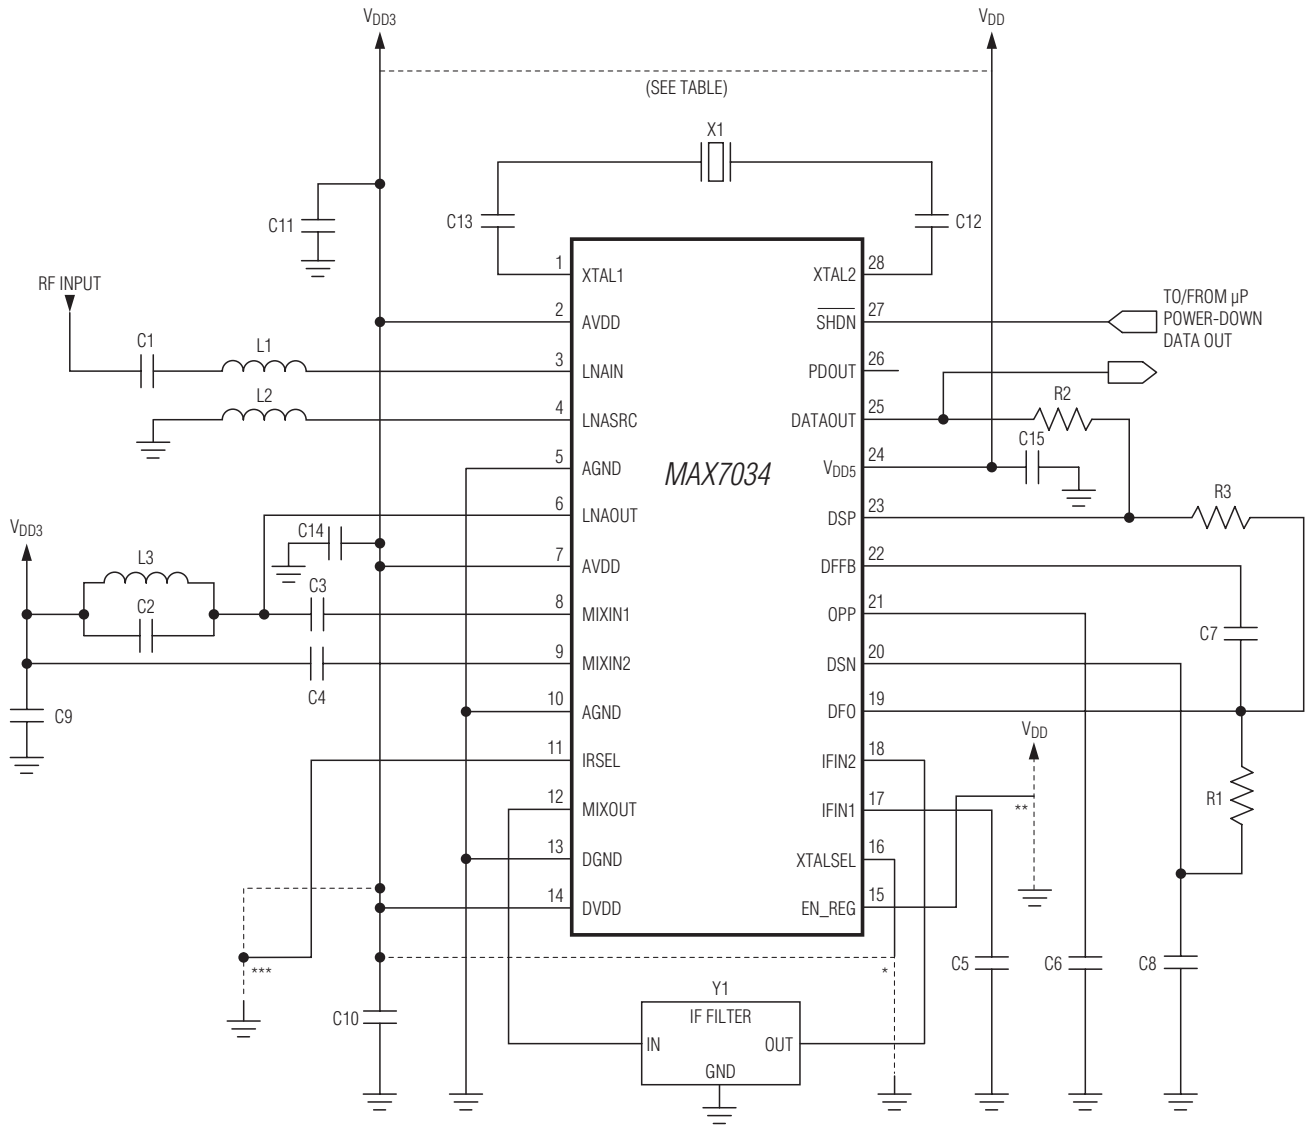 VDD3
VDD
(SEE TABLE)
X1
C13
C12
C11
1
XTAL1
XTAL2
28
RF INPUT
2
AVDD
SHDN
27
TO/FROM µP
POWER-DOWN
DATA OUT
C1
L1
3
LNAIN
PDOUT
26
L2
4
LNASRC
DATAOUT
25
R2
C15
5
AGND
MAX7034
VDD5
24
R3
6
LNAOUT
DSP
23
VDD3
C14
L3
7
AVDD
DFFB
22
C2
C3
8
MIXIN1
OPP
21
C7
9
MIXIN2
DSN
20
C4
C9
10
AGND
DFO
19
VDD
11
IRSEL
IFIN2
18
12
MIXOUT
IFIN1
17
**
R1
13
DGND
XTALSEL
16
14
DVDD
EN_REG
15
***
*
C5
C6
C8
C10
Y1
IF FILTER
IN
OUT
GND